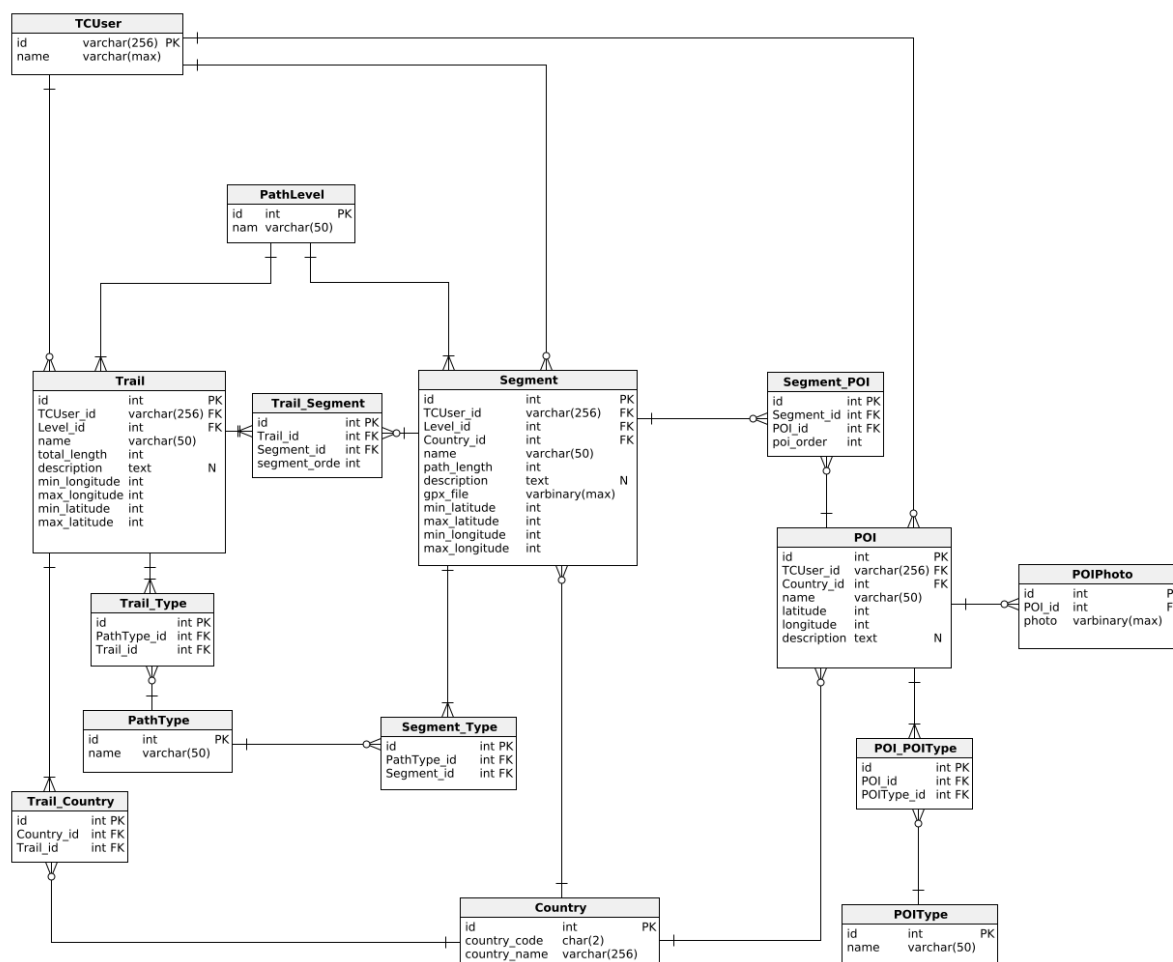 TCUser
id varchar(256) PK
name varchar(max)
PathLevel
id int PK
nam varchar(50)
Trail
id int PK
TCUser_id varchar(256) FK
Level_id int FK
name varchar(50)
total_length int
description text N
min_longitude int
max_longitude int
min_latitude int
max_latitude int
Trail_Segment
id int PK
Trail_id int FK
Segment_id int FK
segment_orde int
Segment
id int PK
TCUser_id varchar(256) FK
Level_id int FK
Country_id int FK
name varchar(50)
path_length int
description text N
gpx_file varbinary(max)
min_latitude int
max_latitude int
min_longitude int
max_longitude int
Segment_POI
id int PK
Segment_id int FK
POI_id int FK
poi_order int
POI
id int PK
TCUser_id varchar(256) FK
Country_id int FK
name varchar(50)
latitude int
longitude int
description text N
POIPhoto
id int P
POI_id int F
photo varbinary(max)
Trail_Type
id int PK
PathType_id int FK
Trail_id int FK
PathType
id int PK
name varchar(50)
Segment_Type
id int PK
PathType_id int FK
Segment_id int FK
POI_POIType
id int PK
POI_id int FK
POIType_id int FK
Trail_Country
id int PK
Country_id int FK
Trail_id int FK
Country
id int PK
country_code char(2)
country_name varchar(256)
POIType
id int PK
name varchar(50)